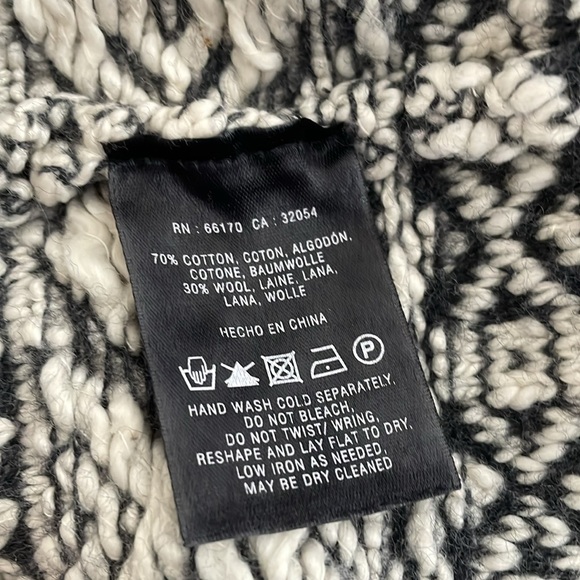 RN : 66170 CA : 32054
70% COTTON, COTON, ALGODÓN,
COTONE, BAUMWOLLE
30% WOOL, LAINE, LANA,
LANA, WOLLE
HECHO EN CHINA
P
HAND WASH COLD SEPARATELY.
DO NOT BLEACH.
DO NOT TWIST/ WRING.
RESHAPE AND LAY FLAT TO DRY.
LOW IRON AS NEEDED.
MAY BE DRY CLEANED